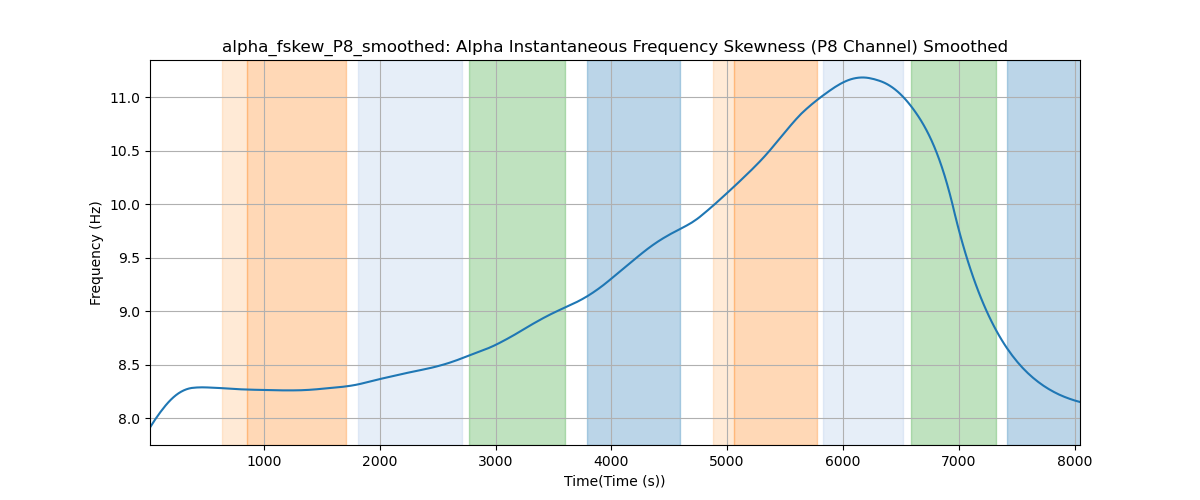 alpha_fskew_P8_smoothed: Alpha Instantaneous Frequency Skewness (P8 Channel) Smoothed
11.0
10.5
10.0
9.5
9.0
8.5
8.0
Frequency (Hz)
1000 2000 3000 4000 5000 6000 7000 8000
Time(Time (s))